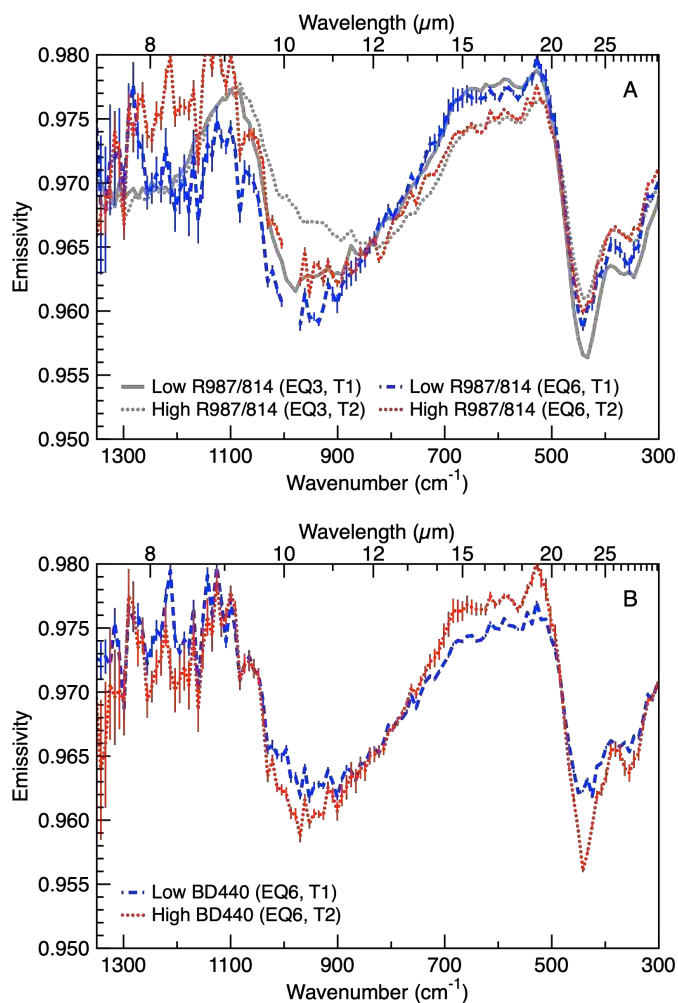 Wavelength (µm)
8 10 12 15 20 25
0.980
A
0.975
0.970
0.965
0.960
0.955
0.950
Emissivity
Low R987/814 (EQ3, T1) Low R987/814 (EQ6, T1)
High R987/814 (EQ3, T2) High R987/814 (EQ6, T2)
1300 1100 900 700 500 300
Wavenumber (cm⁻¹)
Wavelength (µm)
8 10 12 15 20 25
0.980
B
0.975
0.970
0.965
0.960
0.955
0.950
Emissivity
Low BD440 (EQ6, T1)
High BD440 (EQ6, T2)
1300 1100 900 700 500 300
Wavenumber (cm⁻¹)